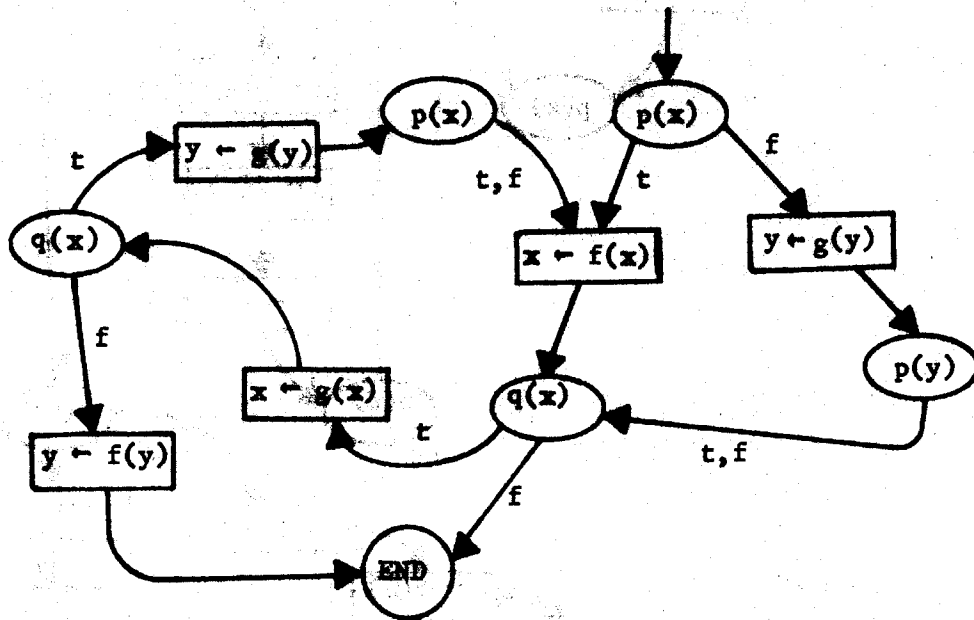 p(x)
p(x)
y ← g(y)
t
f
t,f
t
q(x)
x ← f(x)
y ← g(y)
f
p(y)
x ← g(x)
q(x)
t
t,f
y ← f(y)
f
END